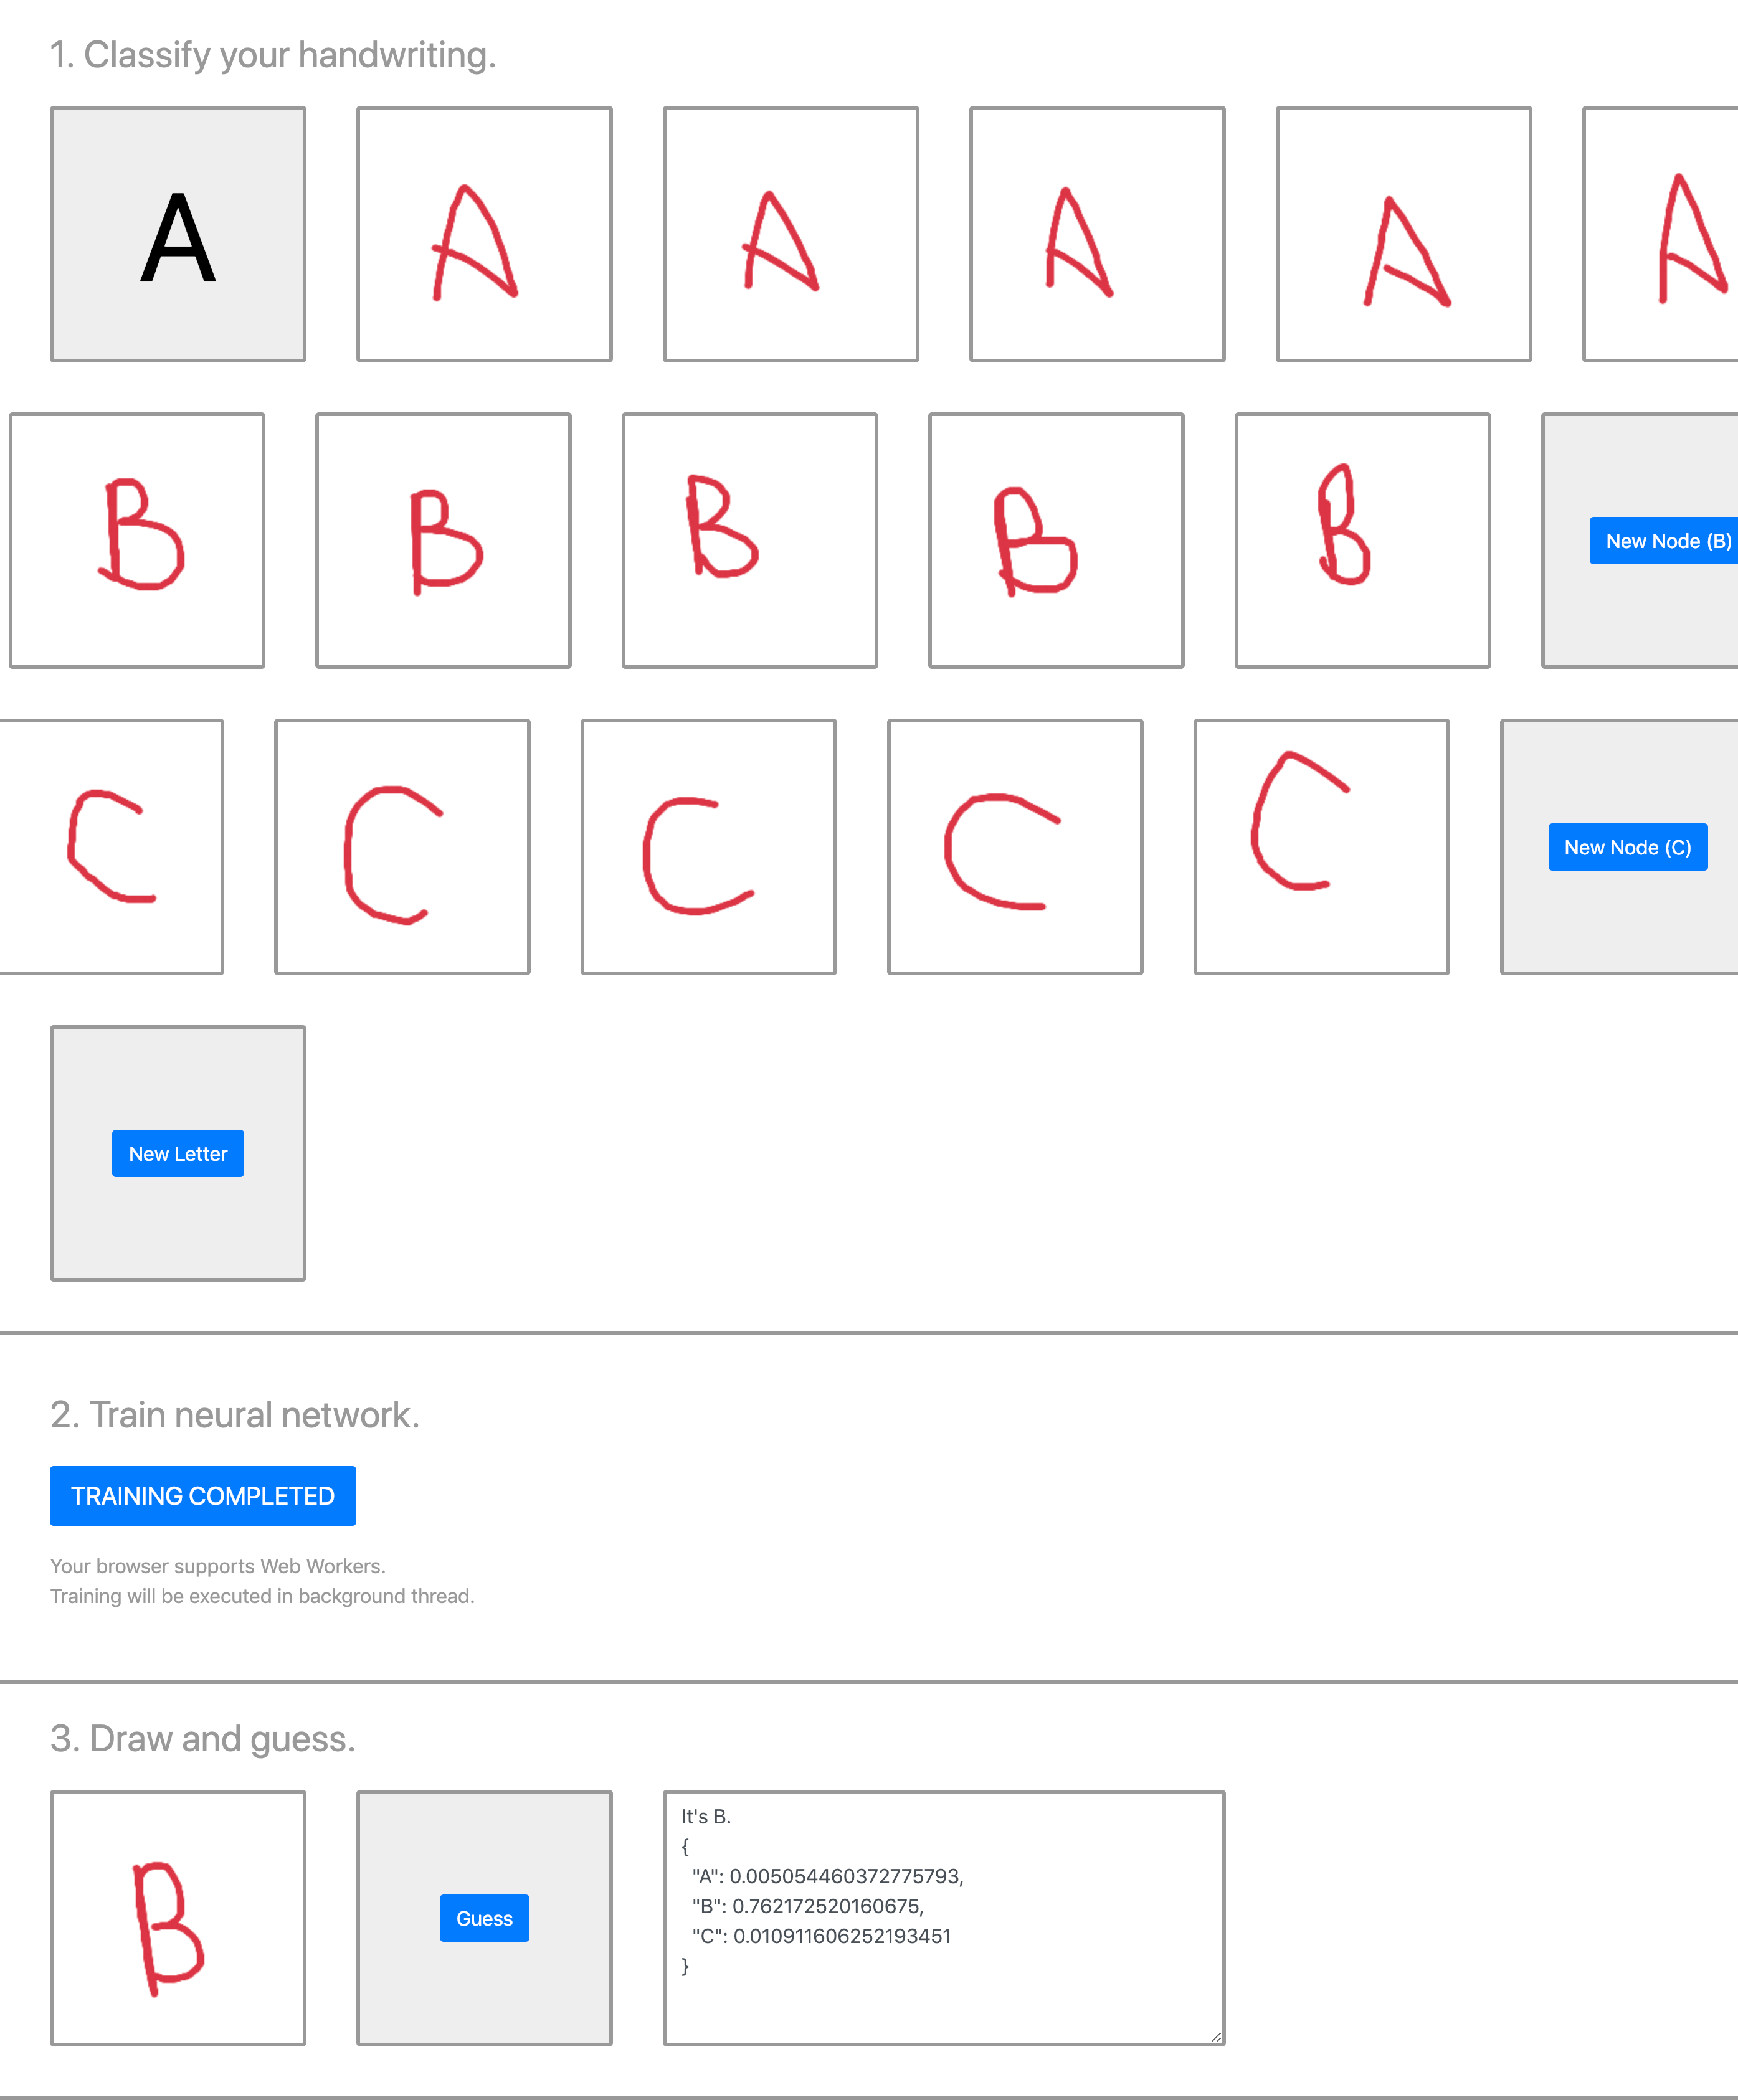 1. Classify your handwriting.
A A A A A A
B B B B B New Node (B)
C C C C C New Node (C)
New Letter
2. Train neural network.
TRAINING COMPLETED
Your browser supports Web Workers.
Training will be executed in background thread.
3. Draw and guess.
B
Guess
It's B.
{
"A": 0.005054460372775793,
"B": 0.762172520160675,
"C": 0.010911606252193451
}